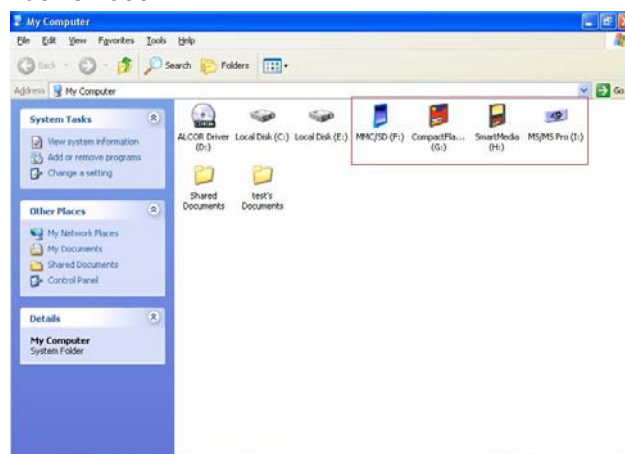 My Computer
File Edit View Favorites Tools Help
Back Search Folders
Address My Computer Go
System Tasks
View system information
Add or remove programs
Change a setting
Other Places
My Network Places
My Documents
Shared Documents
Control Panel
Details
My Computer
System Folder
ALCOR Driver (D:)
Local Disk (C:)
Local Disk (E:)
MMC/SD (F:)
CompactFla... (G:)
SmartMedia (H:)
MS/MS Pro (I:)
Shared Documents
test's Documents